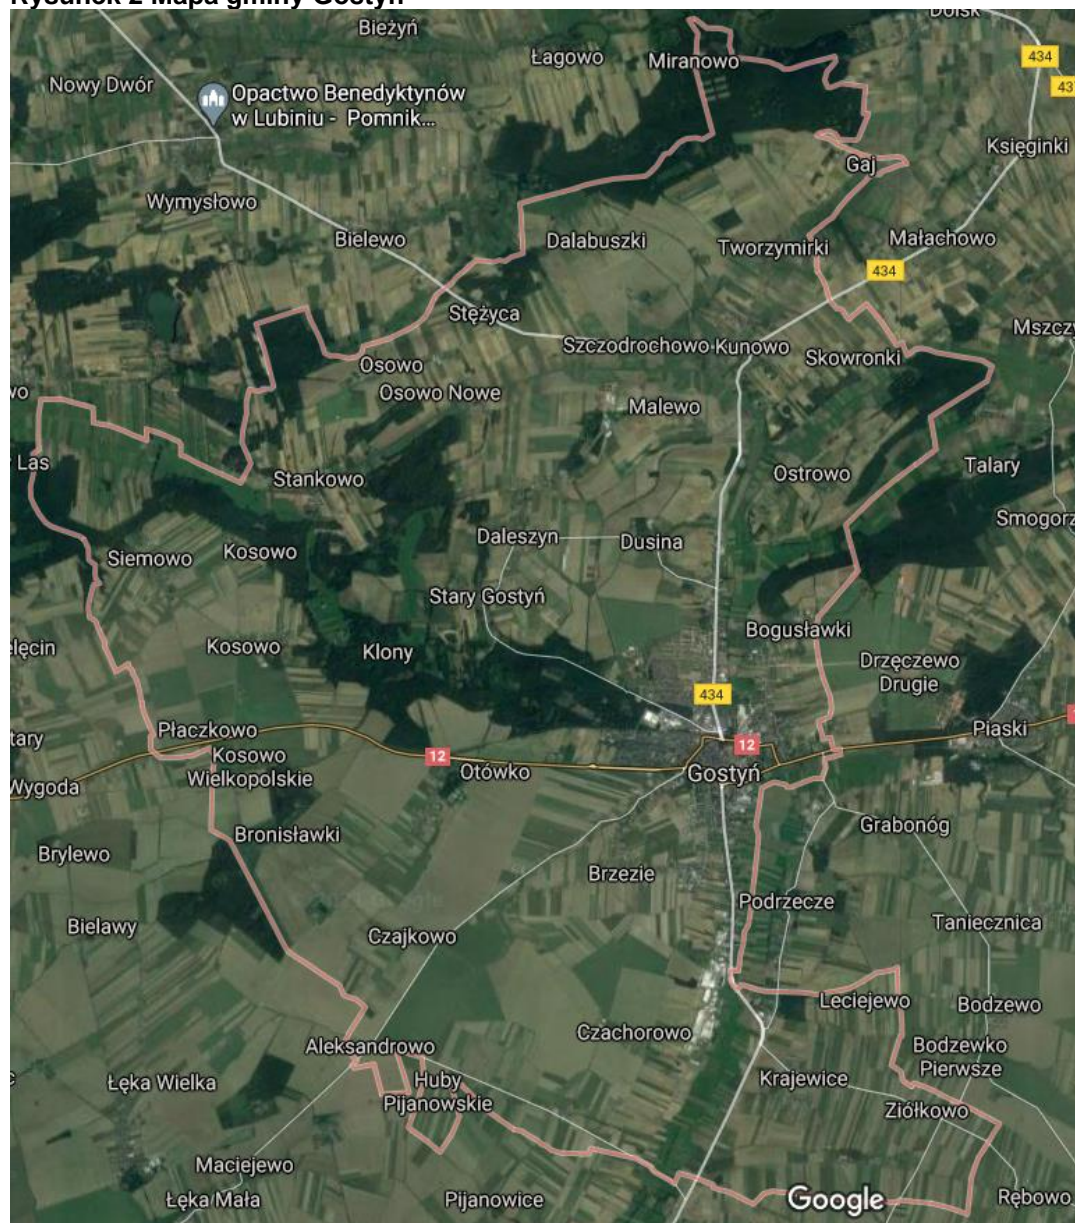 Rysunek 2 Mapa gminy Gostyń
Bieżyń
Dolsk
Łagowo
Miranowo
434
Nowy Dwór
Opactwo Benedyktynów
w Lubiniu - Pomnik...
Księginki
Gaj
Wymysłowo
Bielewo
Dalabuszki
Tworzymirki
Małachowo
434
Stężyca
Szczodrochowo
Kunowo
Skowronki
Osowo
Osowo Nowe
Malewo
Las
Stankowo
Ostrowo
Talary
Daleszyn
Dusina
Siemowo
Kosowo
Stary Gostyń
Bogusławki
Kosowo
Klony
Drzęczewo
Drugie
434
Płaczkowo
Piaski
12
Kosowo
Wielkopolskie
12
Otówko
Gostyń
Wygoda
Bronisławki
Grabonóg
Brylewo
Brzezie
Podrzecze
Bielawy
Czajkowo
Taniecznica
Leciejewo
Bodzewo
Czachorowo
Aleksandrowo
Bodzewko
Pierwsze
Łęka Wielka
Huby
Pijanowskie
Krajewice
Ziółkowo
Maciejewo
Łęka Mała
Pijanowice
Google
Rębowo